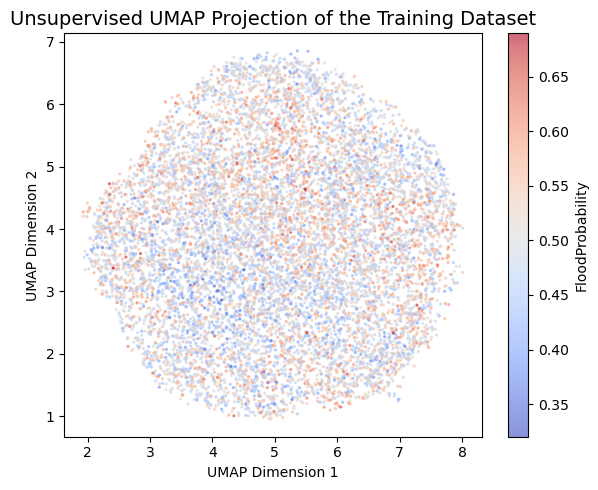 Unsupervised UMAP Projection of the Training Dataset
7
6
5
4
3
2
1
UMAP Dimension 2
2 3 4 5 6 7 8
UMAP Dimension 1
0.65
0.60
0.55
0.50
0.45
0.40
0.35
FloodProbability